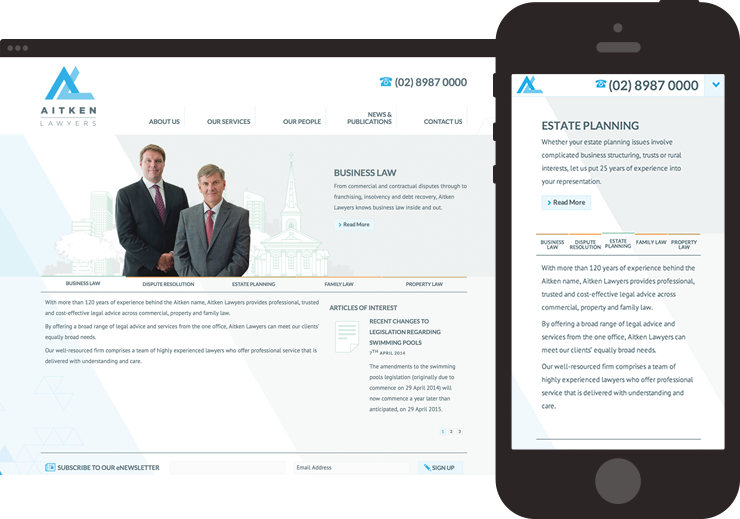 AITKEN
LAWYERS
(02) 8987 0000
ABOUT US
OUR SERVICES
OUR PEOPLE
NEWS &
PUBLICATIONS
CONTACT US
BUSINESS LAW
From commercial and contractual disputes through to
franchising, insolvency and debt recovery, Aitken
Lawyers knows business law inside and out.
Read More
BUSINESS LAW
DISPUTE RESOLUTION
ESTATE PLANNING
FAMILY LAW
PROPERTY LAW
With more than 120 years of experience behind the Aitken name, Aitken Lawyers provides professional, trusted
and cost-effective legal advice across commercial, property and family law.
By offering a broad range of legal advice and services from the one office, Aitken Lawyers can meet our clients'
equally broad needs.
Our well-resourced firm comprises a team of highly experienced lawyers who offer professional service that is
delivered with understanding and care.
ARTICLES OF INTEREST
RECENT CHANGES TO
LEGISLATION REGARDING
SWIMMING POOLS
7TH APRIL 2014
The amendments to the swimming
pools legislation (originally due to
commence on 29 April 2014) will
now commence a year later than
anticipated, on 29 April 2015.
1 2 3
SUBSCRIBE TO OUR eNEWSLETTER
Email Address
SIGN UP
(02) 8987 0000
ESTATE PLANNING
Whether your estate planning issues involve
complicated business structuring, trusts or rural
interests, let us put 25 years of experience into
your representation.
Read More
BUSINESS
LAW
DISPUTE
RESOLUTION
ESTATE
PLANNING
FAMILY LAW
PROPERTY
LAW
With more than 120 years of experience behind the
Aitken name, Aitken Lawyers provides professional,
trusted and cost-effective legal advice across
commercial, property and family law.
By offering a broad range of legal advice and
services from the one office, Aitken Lawyers can
meet our clients' equally broad needs.
Our well-resourced firm comprises a team of
highly experienced lawyers who offer professional
service that is delivered with understanding and
care.